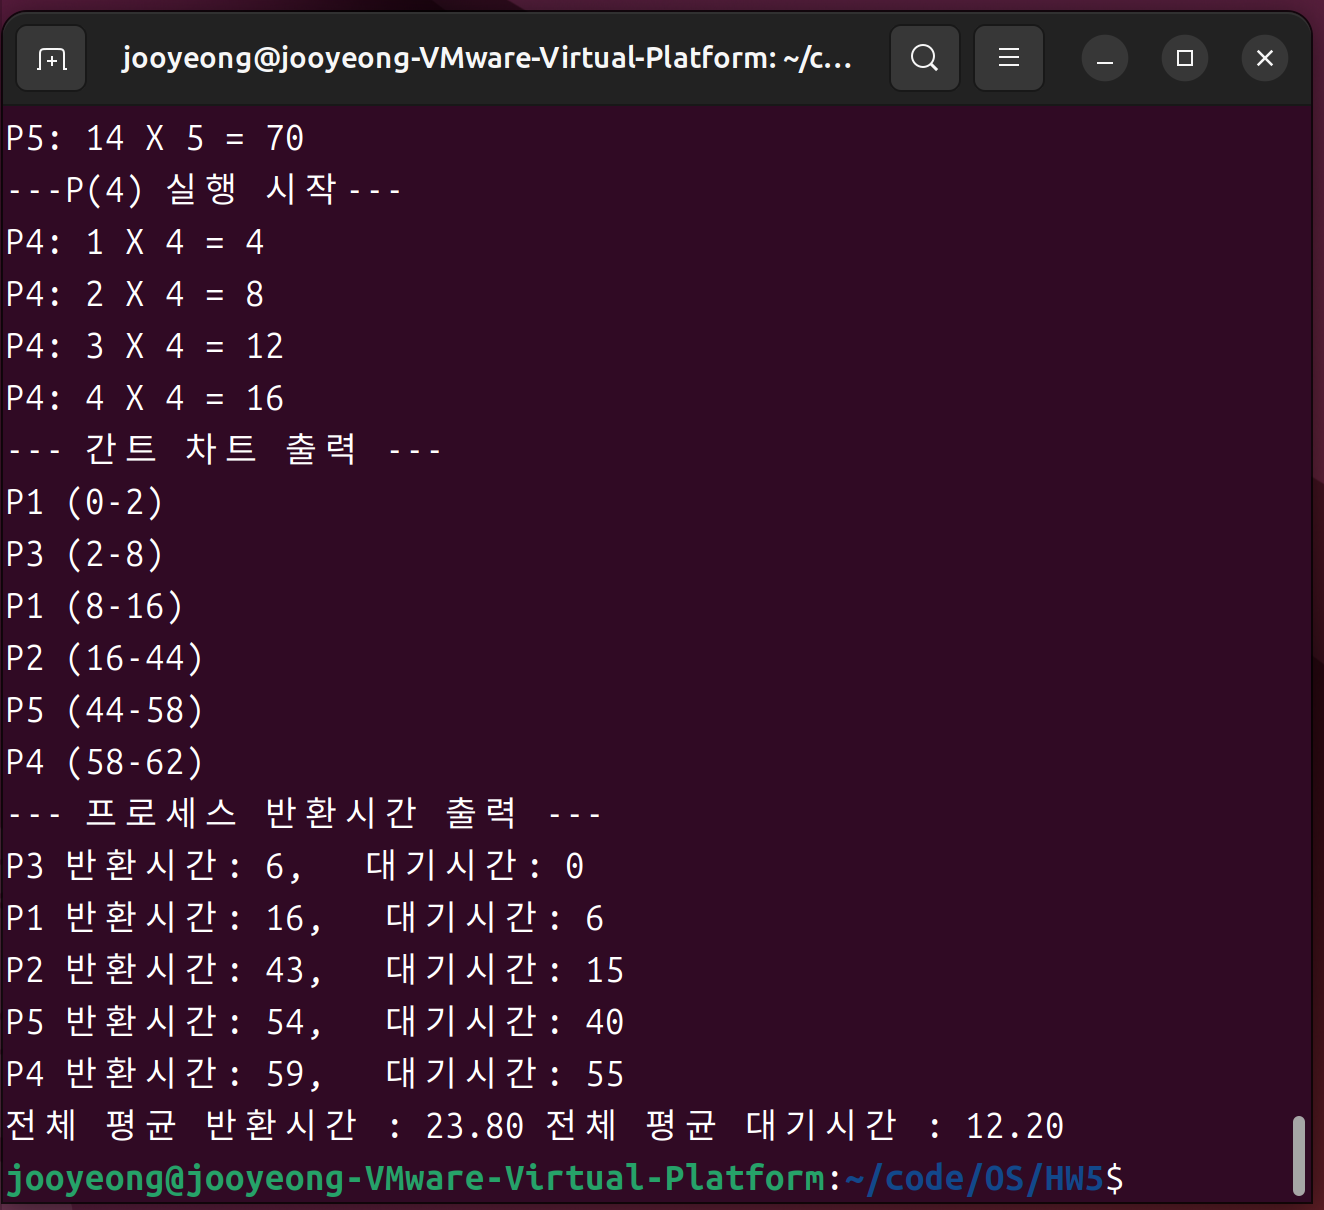 jooyeong@jooyeong-VMware-Virtual-Platform: ~/c...
P5: 14 X 5 = 70
---P(4) 실행 시작---
P4: 1 X 4 = 4
P4: 2 X 4 = 8
P4: 3 X 4 = 12
P4: 4 X 4 = 16
--- 간트 차트 출력 ---
P1 (0-2)
P3 (2-8)
P1 (8-16)
P2 (16-44)
P5 (44-58)
P4 (58-62)
--- 프로세스 반환시간 출력 ---
P3 반환시간: 6,   대기시간: 0
P1 반환시간: 16,   대기시간: 6
P2 반환시간: 43,   대기시간: 15
P5 반환시간: 54,   대기시간: 40
P4 반환시간: 59,   대기시간: 55
전체 평균 반환시간 : 23.80 전체 평균 대기시간 : 12.20
jooyeong@jooyeong-VMware-Virtual-Platform:~/code/OS/HW5$